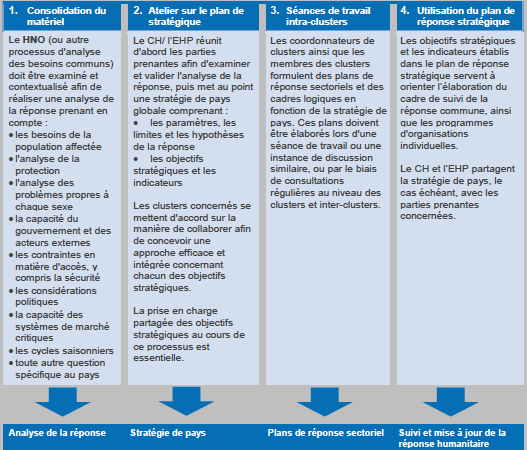 1. Consolidation du
matériel
Le HNO (ou autre
processus d'analyse
des besoins communs)
doit être examiné et
contextualisé afin de
réaliser une analyse de
la réponse prenant en
compte :
• les besoins de la
population affectée
• l'analyse de la
protection
• l'analyse des
problèmes propres à
chaque sexe
• la capacité du
gouvernement et des
acteurs externes
• les contraintes en
matière d'accès, y
compris la sécurité
• les considérations
politiques
• la capacité des
systèmes de marché
critiques
• les cycles saisonniers
• toute autre question
spécifique au pays
Analyse de la réponse
2. Atelier sur le plan de
stratégique
Le CH/ l'EHP réunit
d'abord les parties
prenantes afin d'examiner
et valider l'analyse de la
réponse, puis met au point
une stratégie de pays
globale comprenant :
• les paramètres, les
limites et les hypothèses
de la réponse
• les objectifs
stratégiques et les
indicateurs
Les clusters concernés se
mettent d'accord sur la
manière de collaborer afin
de concevoir une
approche efficace et
intégrée concernant
chacun des objectifs
stratégiques.
La prise en charge
partagée des objectifs
stratégiques au cours de
ce processus est
essentielle.
Stratégie de pays
3. Séances de travail
intra-clusters
Les coordonnateurs de
clusters ainsi que les
membres des clusters
formulent des plans de
réponse sectoriels et des
cadres logiques en
fonction de la stratégie de
pays. Ces plans doivent
être élaborés lors d'une
séance de travail ou une
instance de discussion
similaire, ou par le biais
de consultations
régulières au niveau des
clusters et inter-clusters.
Plans de réponse sectoriel
4. Utilisation du plan de
réponse stratégique
Les objectifs stratégiques
et les indicateurs établis
dans le plan de réponse
stratégique servent à
orienter l'élaboration du
cadre de suivi de la
réponse commune, ainsi
que les programmes
d'organisations
individuelles.
Le CH et l'EHP partagent
la stratégie de pays, le
cas échéant, avec les
parties prenantes
concernées.
Suivi et mise à jour de la
réponse humanitaire